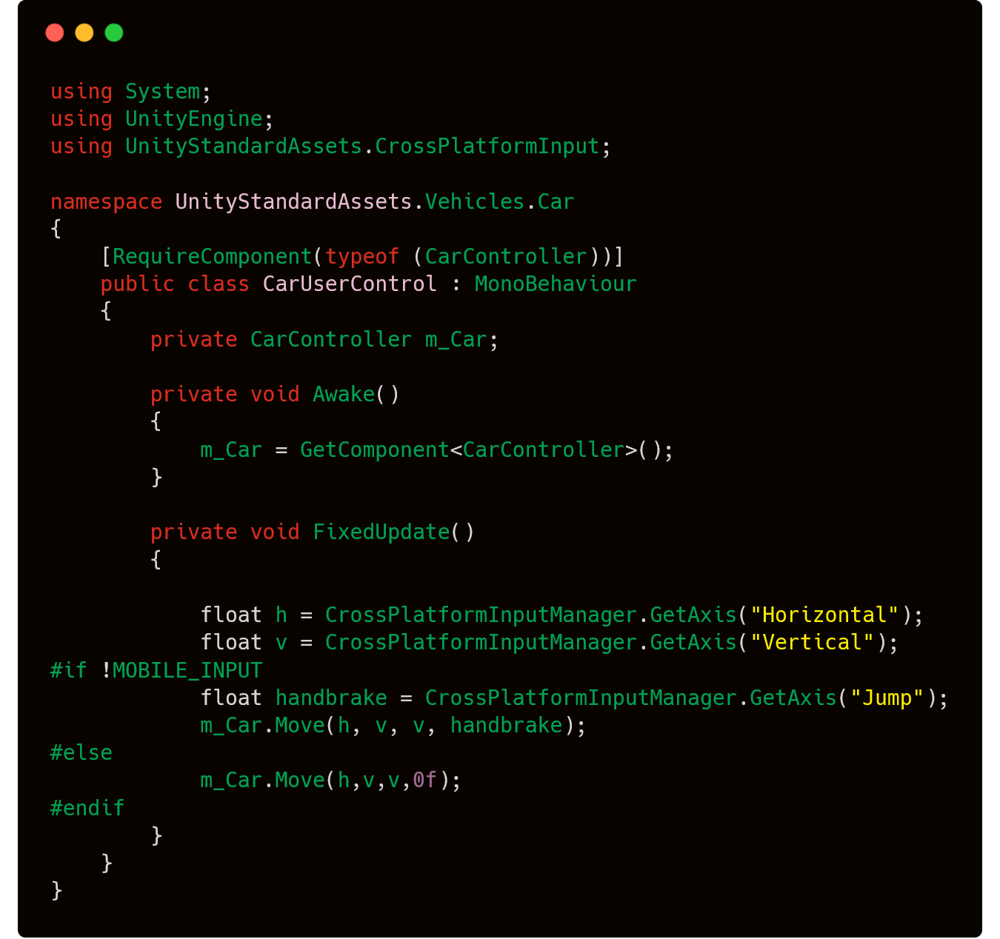 using System;
using UnityEngine;
using UnityStandardAssets.CrossPlatformInput;

namespace UnityStandardAssets.Vehicles.Car
{
    [RequireComponent(typeof (CarController))]
    public class CarUserControl : MonoBehaviour
    {
        private CarController m_Car;

        private void Awake()
        {
            m_Car = GetComponent<CarController>();
        }

        private void FixedUpdate()
        {

            float h = CrossPlatformInputManager.GetAxis("Horizontal");
            float v = CrossPlatformInputManager.GetAxis("Vertical");
#if !MOBILE_INPUT
            float handbrake = CrossPlatformInputManager.GetAxis("Jump");
            m_Car.Move(h, v, v, handbrake);
#else
            m_Car.Move(h,v,v,0f);
#endif
        }
    }
}